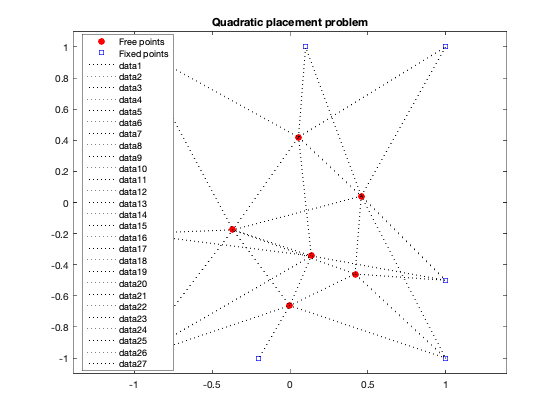 Quadratic placement problem
Free points
Fixed points
data1
data2
data3
data4
data5
data6
data7
data8
data9
data10
data11
data12
data13
data14
data15
data16
data17
data18
data19
data20
data21
data22
data23
data24
data25
data26
data27
1
0.8
0.6
0.4
0.2
0
-0.2
-0.4
-0.6
-0.8
-1
-1 -0.5 0 0.5 1